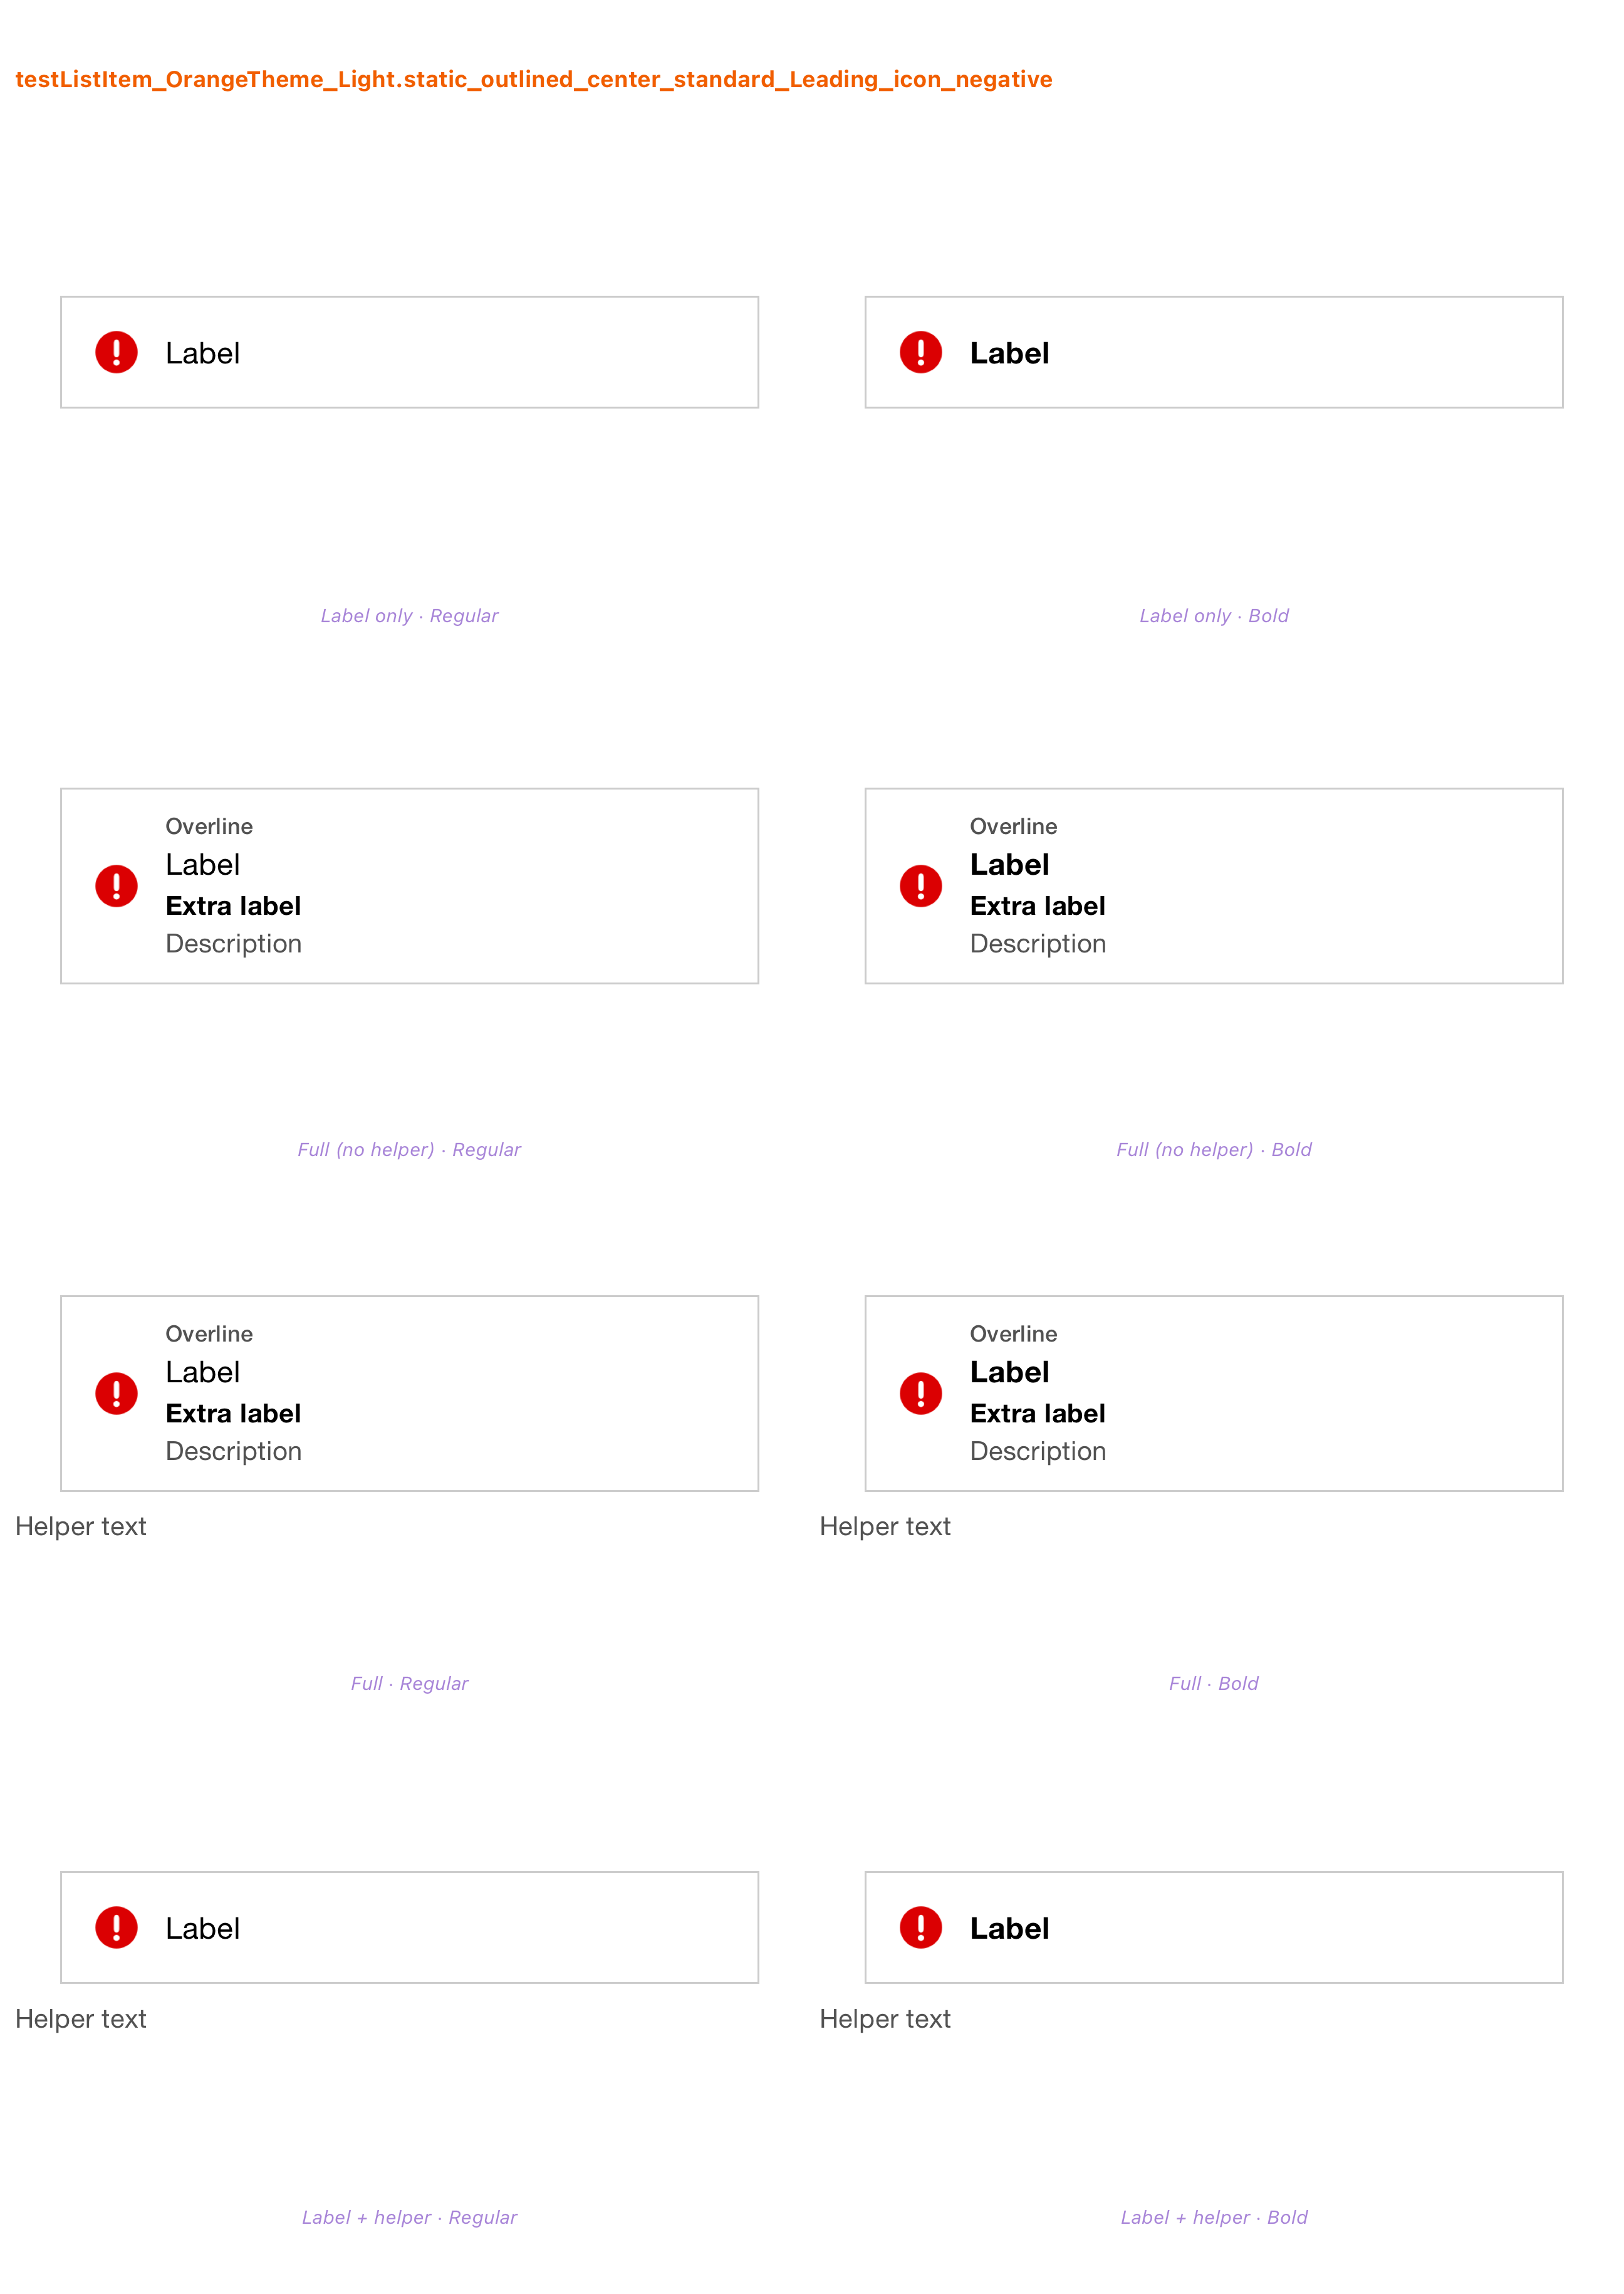 testListItem_OrangeTheme_Light.static_outlined_center_standard_Leading_icon_negative
Label
Label
Label only · Regular
Label only · Bold
Overline
Label
Extra label
Description
Overline
Label
Extra label
Description
Full (no helper) · Regular
Full (no helper) · Bold
Overline
Label
Extra label
Description
Helper text
Overline
Label
Extra label
Description
Helper text
Full · Regular
Full · Bold
Label
Helper text
Label
Helper text
Label + helper · Regular
Label + helper · Bold